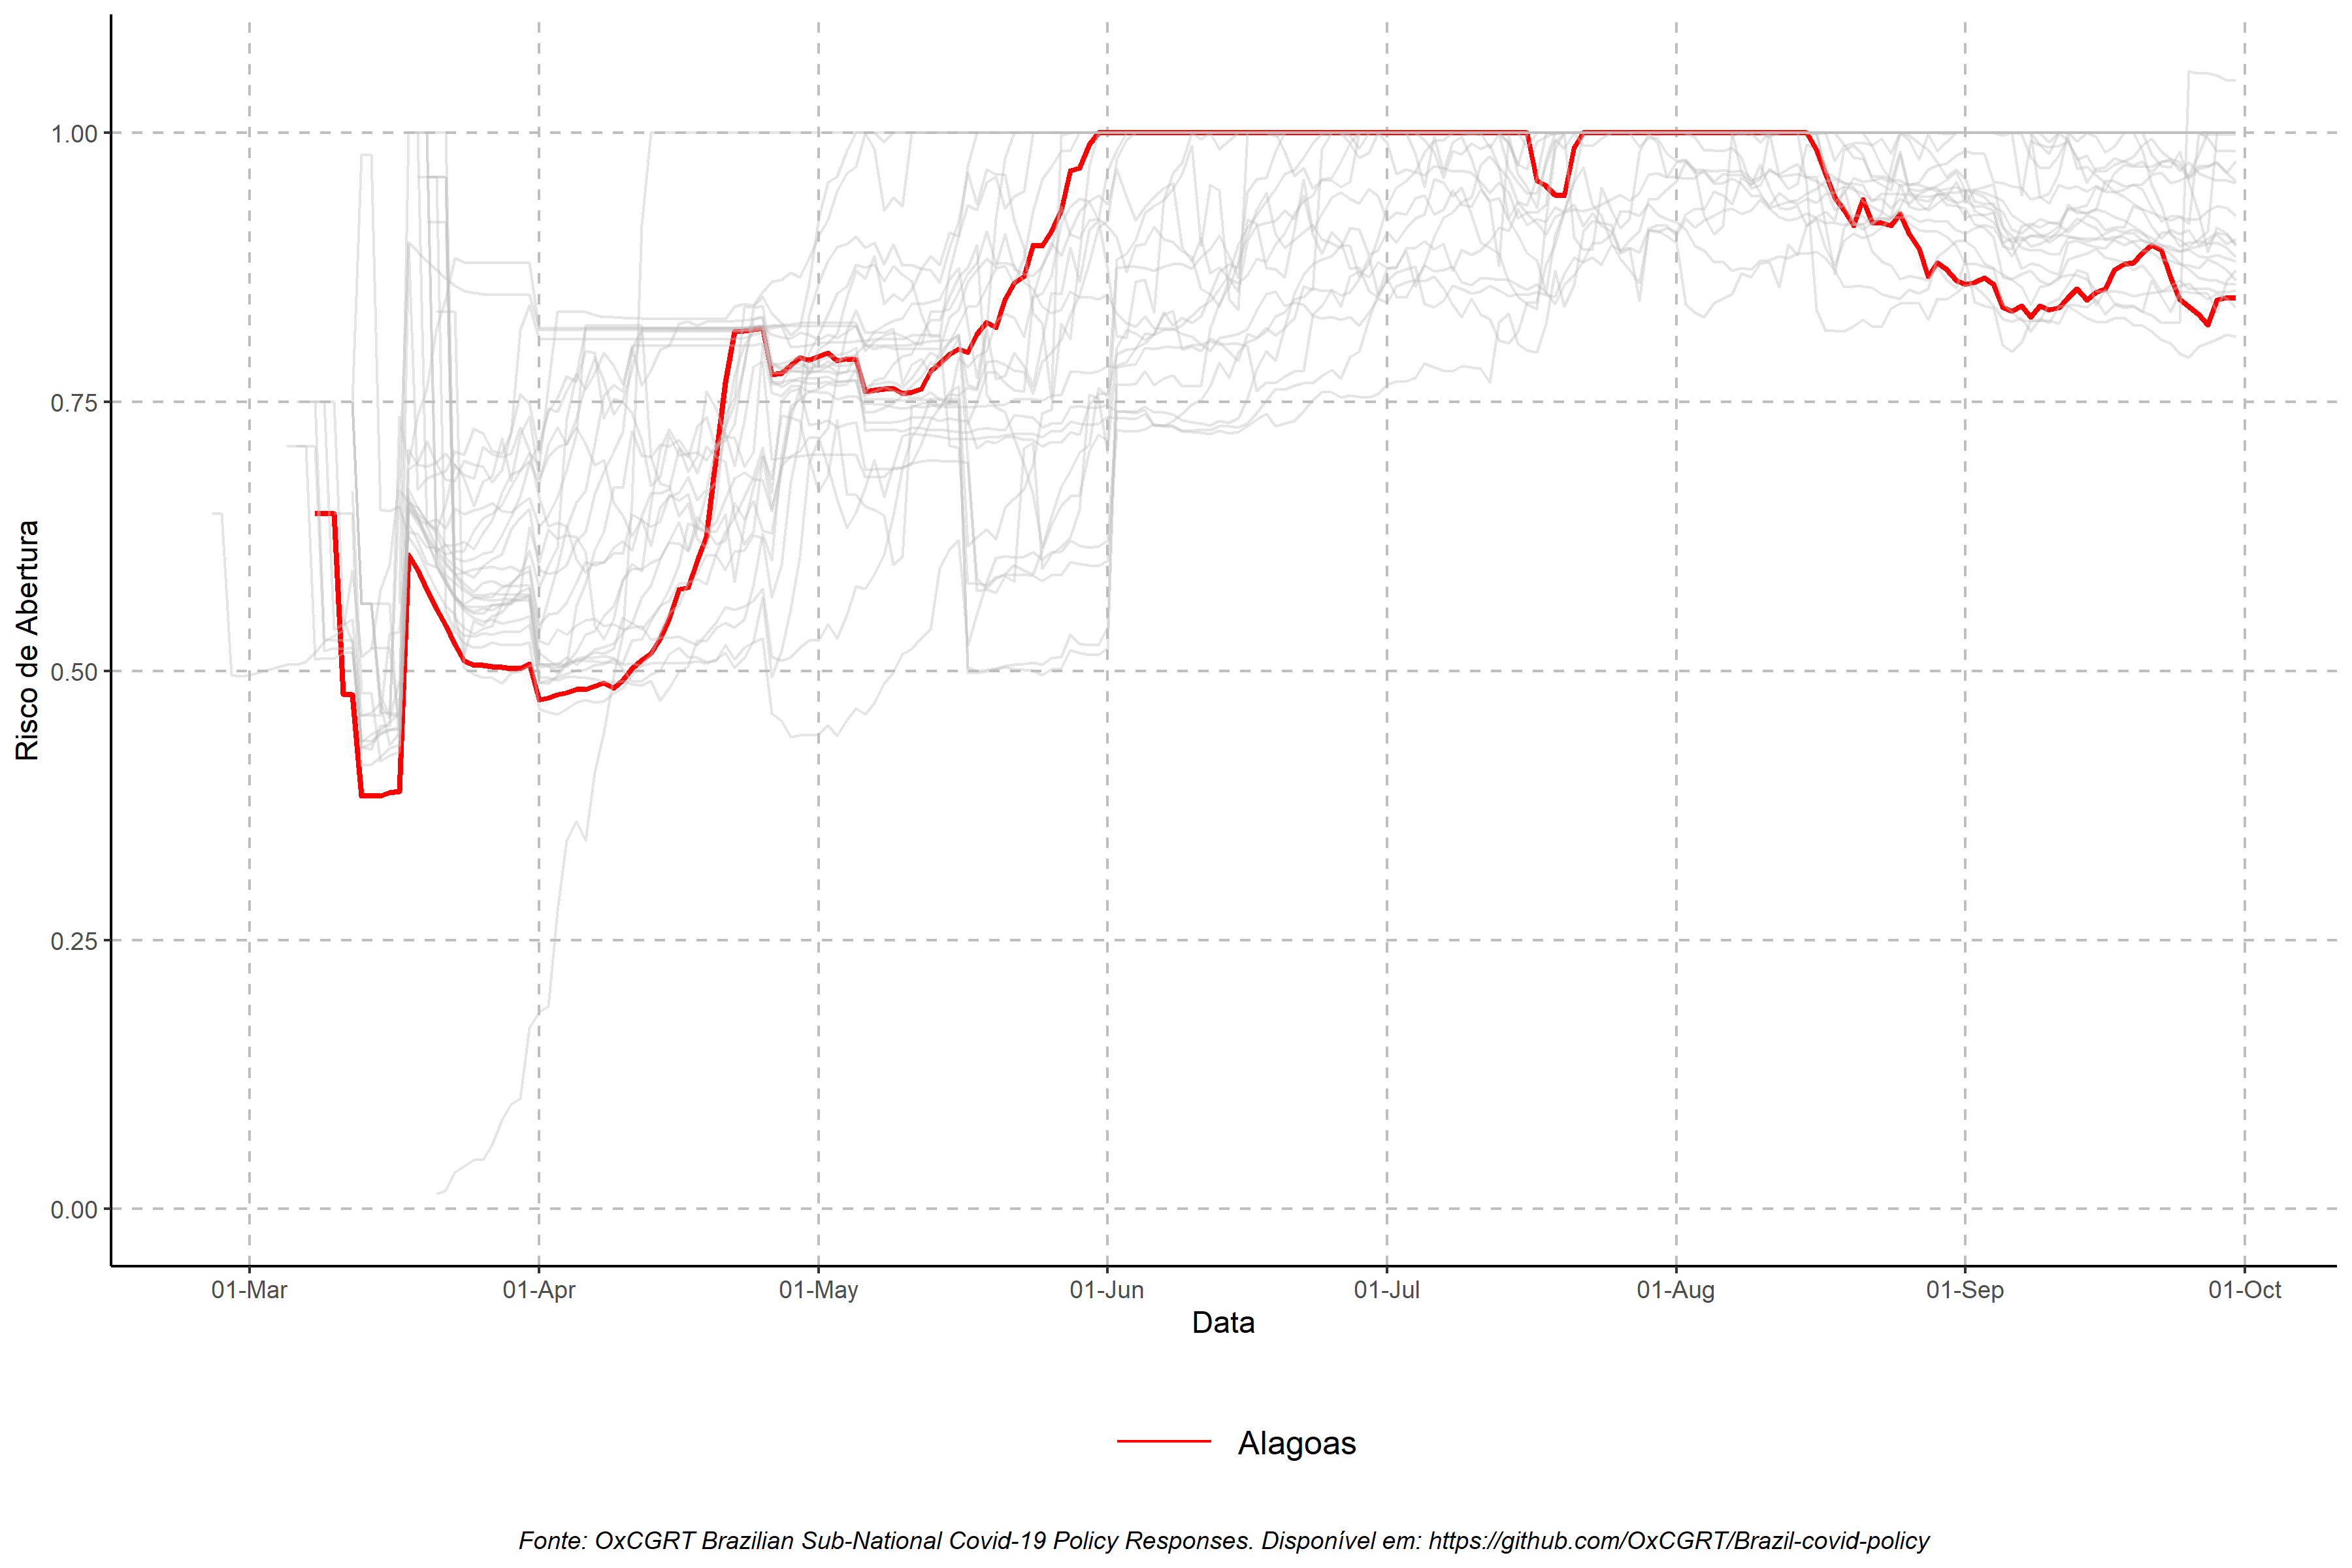 1.00
0.75
0.50
0.25
0.00
Risco de Abertura
01-Mar 01-Apr 01-May 01-Jun 01-Jul 01-Aug 01-Sep 01-Oct
Data
Alagoas
Fonte: OxCGRT Brazilian Sub-National Covid-19 Policy Responses. Disponível em: https://github.com/OxCGRT/Brazil-covid-policy